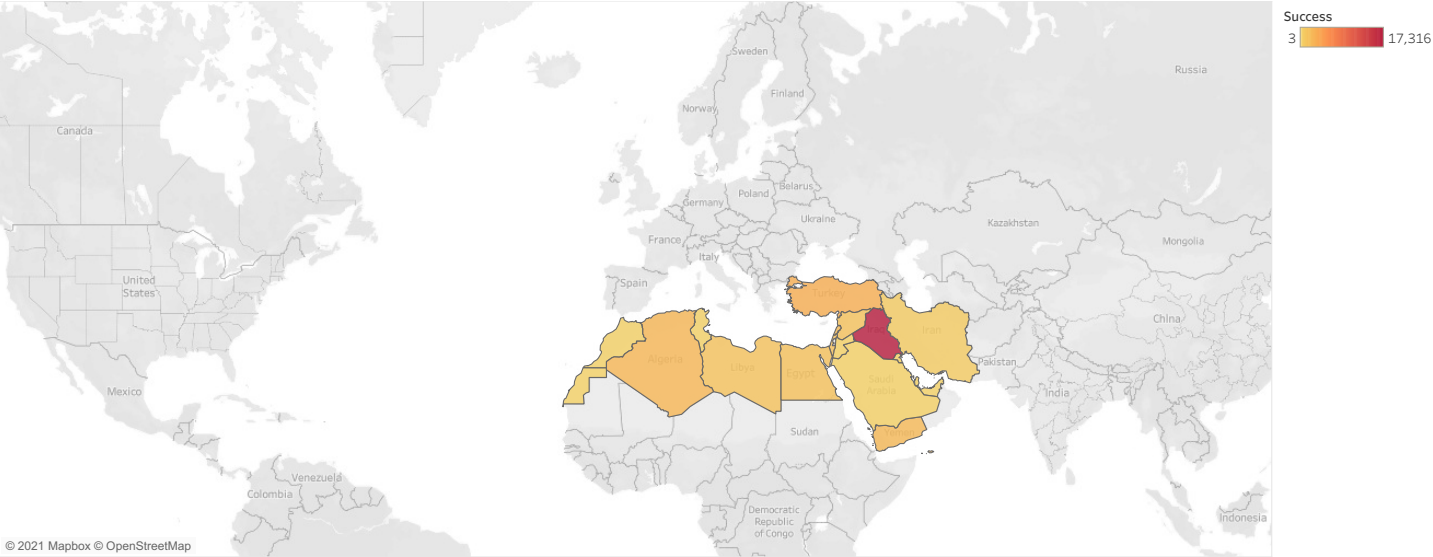 Success
3
17,316
Sweden
Russia
Finland
Norway
Canada
Poland
Belarus
Germany
Ukraine
Kazakhstan
France
Mongolia
Italy
United
States
Spain
Turkey
China
Iran
Algeria
Libya
Egypt
Pakistan
Saudi
Arabia
Mexico
India
Sudan
Yemen
Venezuela
Colombia
Democratic
Republic
of Congo
Indonesia
© 2021 Mapbox © OpenStreetMap